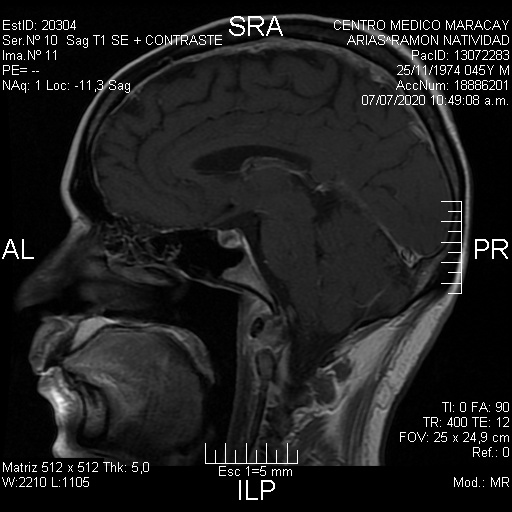 EstID: 20304
Ser.Nº 10 Sag T1 SE + CONTRASTE
Ima.Nº 11
PE= --
NAq: 1 Loc: -11,3 Sag
SRA
CENTRO MEDICO MARACAY
ARIAS^RAMON NATIVIDAD
PacID: 13072283
25/11/1974 045Y M
AccNum: 18886201
07/07/2020 10:49:08 a.m.
AL
PR
TI: 0 FA: 90
TR: 400 TE: 12
FOV: 25 x 24,9 cm
Ref.: 0
Matriz 512 x 512 Thk: 5,0
W:2210 L:1105
Esc 1=5 mm
ILP
Mod.: MR